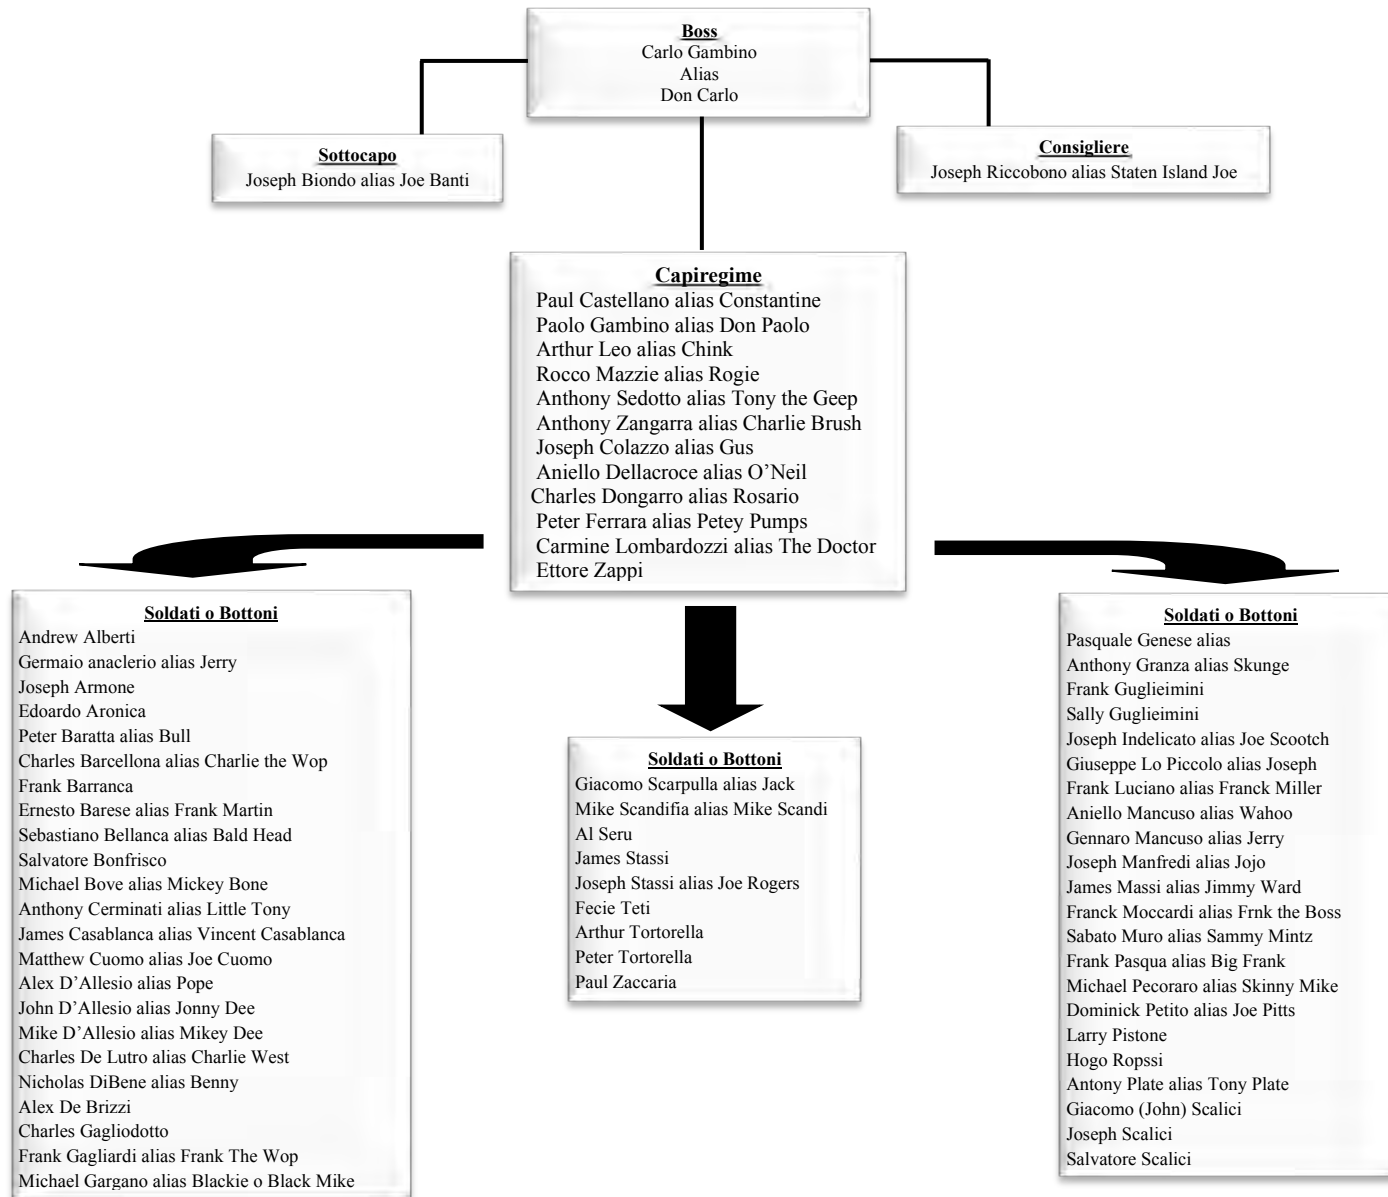 Boss
Carlo Gambino
Alias
Don Carlo
Sottocapo
Joseph Biondo alias Joe Banti
Consigliere
Joseph Riccobono alias Staten Island Joe
Capiregime
Paul Castellano alias Constantine
Paolo Gambino alias Don Paolo
Arthur Leo alias Chink
Rocco Mazzie alias Rogie
Anthony Sedotto alias Tony the Geep
Anthony Zangarra alias Charlie Brush
Joseph Colazzo alias Gus
Aniello Dellacroce alias O’Neil
Charles Dongarro alias Rosario
Peter Ferrara alias Petey Pumps
Carmine Lombardozzi alias The Doctor
Ettore Zappi
Soldati o Bottoni
Andrew Alberti
Germaio anaclerio alias Jerry
Joseph Armone
Edoardo Aronica
Peter Baratta alias Bull
Charles Barcellona alias Charlie the Wop
Frank Barranca
Ernesto Barese alias Frank Martin
Sebastiano Bellanca alias Bald Head
Salvatore Bonfrisco
Michael Bove alias Mickey Bone
Anthony Cerminati alias Little Tony
James Casablanca alias Vincent Casablanca
Matthew Cuomo alias Joe Cuomo
Alex D’Allesio alias Pope
John D’Allesio alias Jonny Dee
Mike D’Allesio alias Mikey Dee
Charles De Lutro alias Charlie West
Nicholas DiBene alias Benny
Alex De Brizzi
Charles Gagliodotto
Frank Gagliardi alias Frank The Wop
Michael Gargano alias Blackie o Black Mike
Soldati o Bottoni
Giacomo Scarpulla alias Jack
Mike Scandifia alias Mike Scandi
Al Seru
James Stassi
Joseph Stassi alias Joe Rogers
Fecie Teti
Arthur Tortorella
Peter Tortorella
Paul Zaccaria
Soldati o Bottoni
Pasquale Genese alias
Anthony Granza alias Skunge
Frank Guglieimini
Sally Guglieimini
Joseph Indelicato alias Joe Scootch
Giuseppe Lo Piccolo alias Joseph
Frank Luciano alias Franck Miller
Aniello Mancuso alias Wahoo
Gennaro Mancuso alias Jerry
Joseph Manfredi alias Jojo
James Massi alias Jimmy Ward
Franck Moccardi alias Frnk the Boss
Sabato Muro alias Sammy Mintz
Frank Pasqua alias Big Frank
Michael Pecoraro alias Skinny Mike
Dominick Petito alias Joe Pitts
Larry Pistone
Hogo Ropssi
Antony Plate alias Tony Plate
Giacomo (John) Scalici
Joseph Scalici
Salvatore Scalici